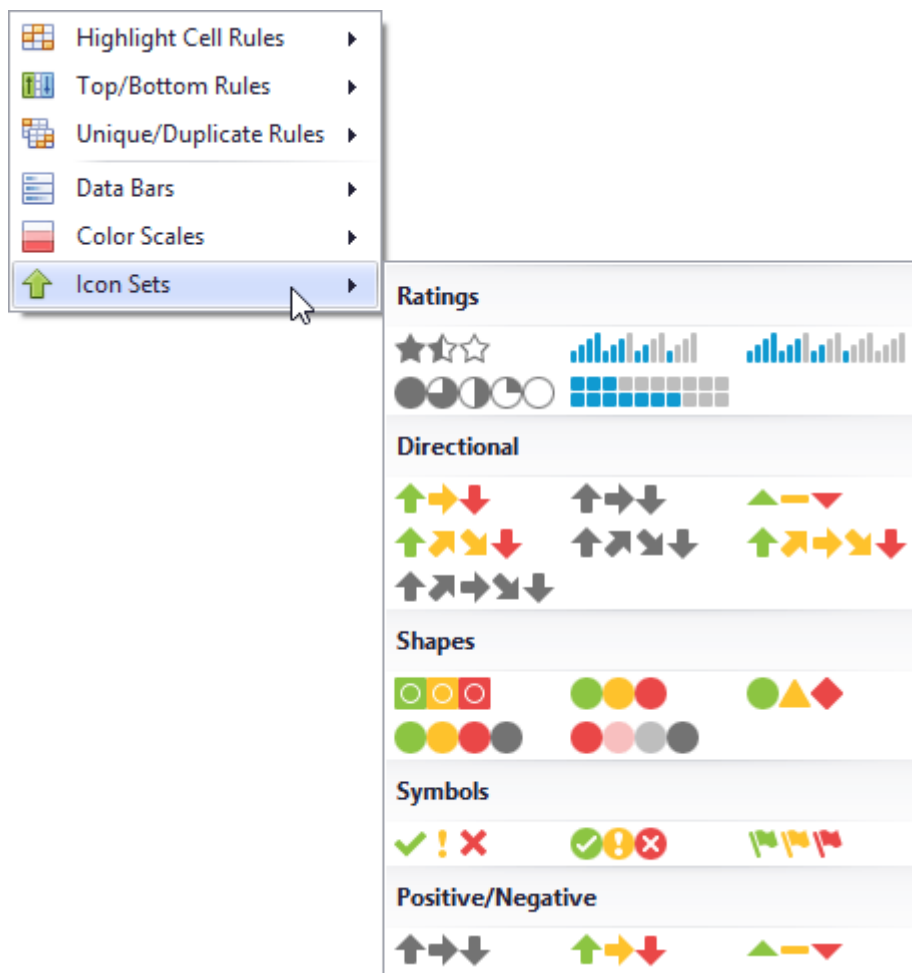 Highlight Cell Rules
Top/Bottom Rules
Unique/Duplicate Rules
Data Bars
Color Scales
Icon Sets
Ratings
Directional
Shapes
Symbols
Positive/Negative